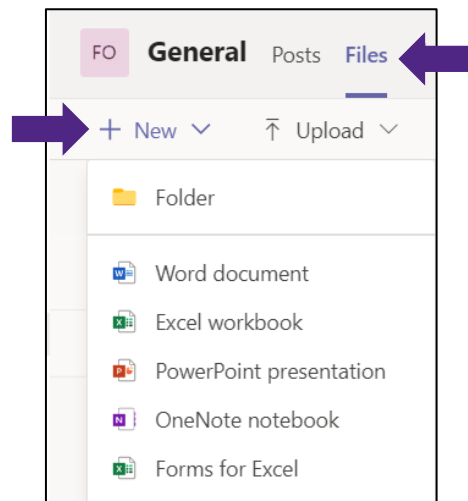 FO General Posts Files
+ New Upload
Folder
Word document
Excel workbook
PowerPoint presentation
OneNote notebook
Forms for Excel